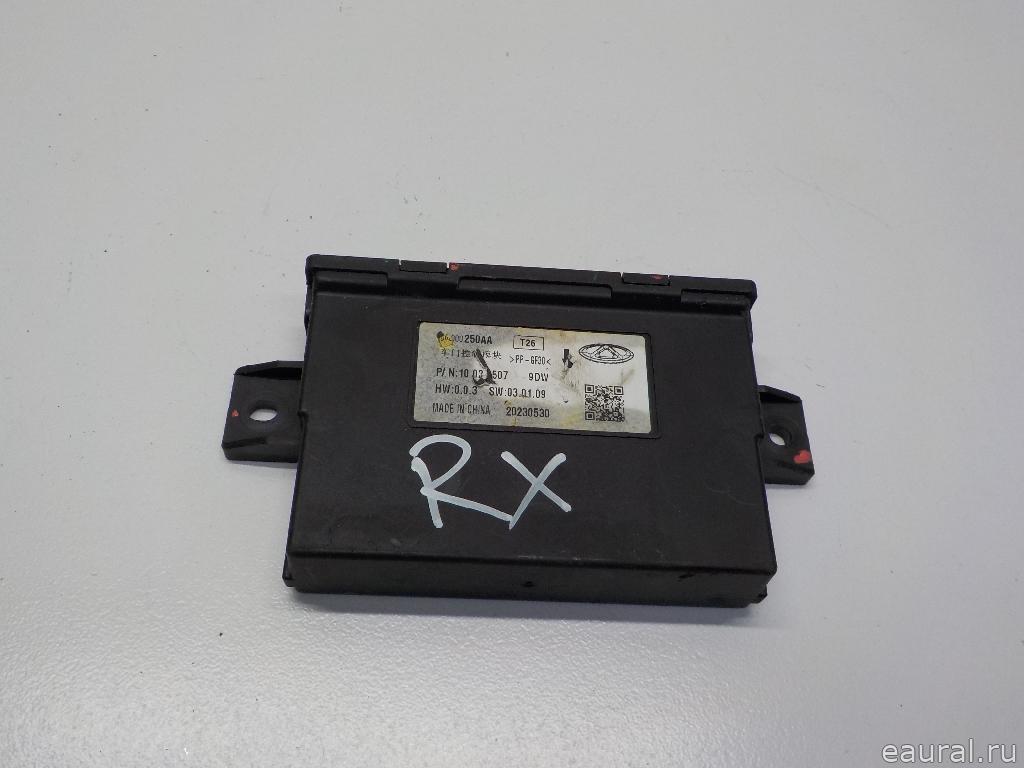 250AA T26
>PP-GF30<
9DW
HW:0.0.3 SW:03.01.09
MADE IN CHINA 20230530
RX
eaural.ru